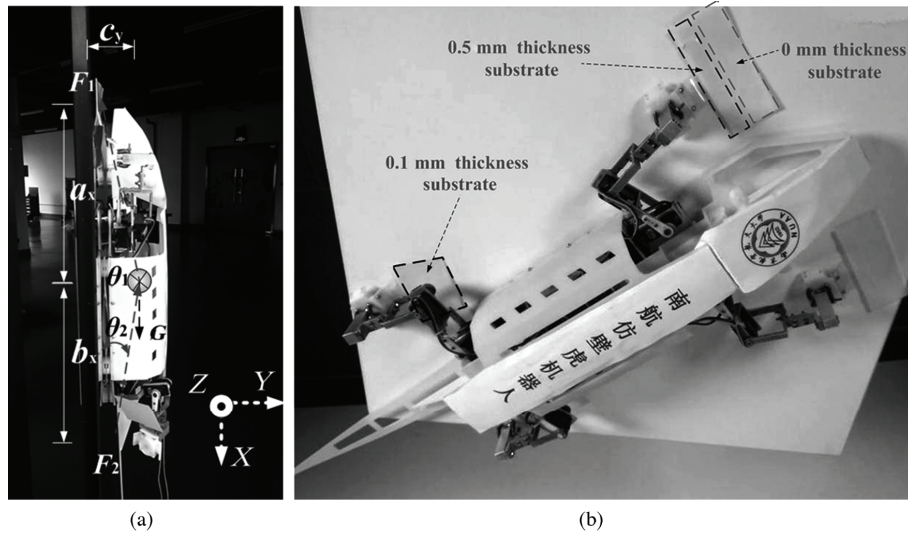 c_y
F_1
a_x
θ_1
θ_2
G
b_x
Z
Y
X
F_2
(a)
0.5 mm thickness
substrate
0 mm thickness
substrate
0.1 mm thickness
substrate
NUAA
南航仿壁虎机器人
(b)